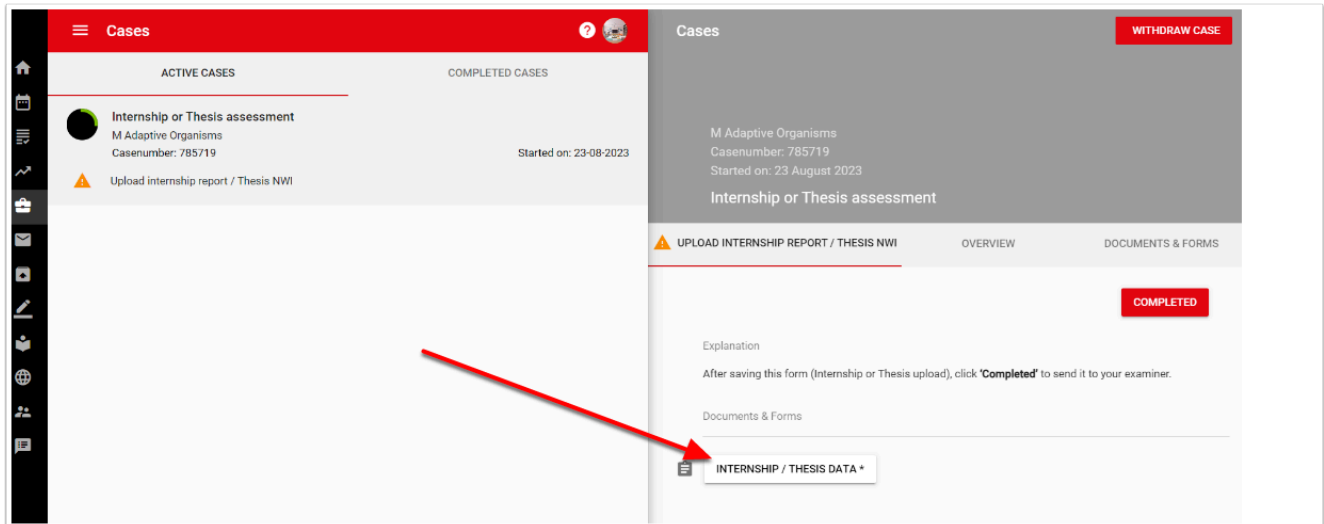 Cases
ACTIVE CASES
COMPLETED CASES
Internship or Thesis assessment
M Adaptive Organisms
Casenumber: 785719
Started on: 23-08-2023
Upload internship report / Thesis NWI
Cases
WITHDRAW CASE
M Adaptive Organisms
Casenumber: 785719
Started on: 23 August 2023
Internship or Thesis assessment
UPLOAD INTERNSHIP REPORT / THESIS NWI
OVERVIEW
DOCUMENTS & FORMS
COMPLETED
Explanation
After saving this form (Internship or Thesis upload), click 'Completed' to send it to your examiner.
Documents & Forms
INTERNSHIP / THESIS DATA *